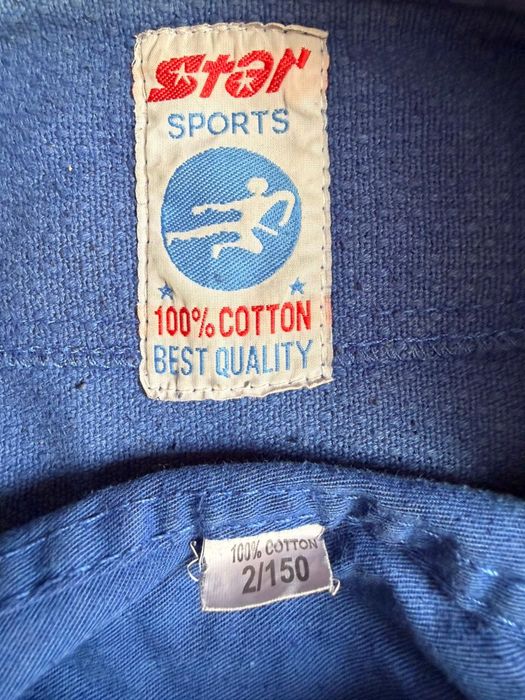 Star
SPORTS
100% COTTON
BEST QUALITY
100% COTTON
2/150